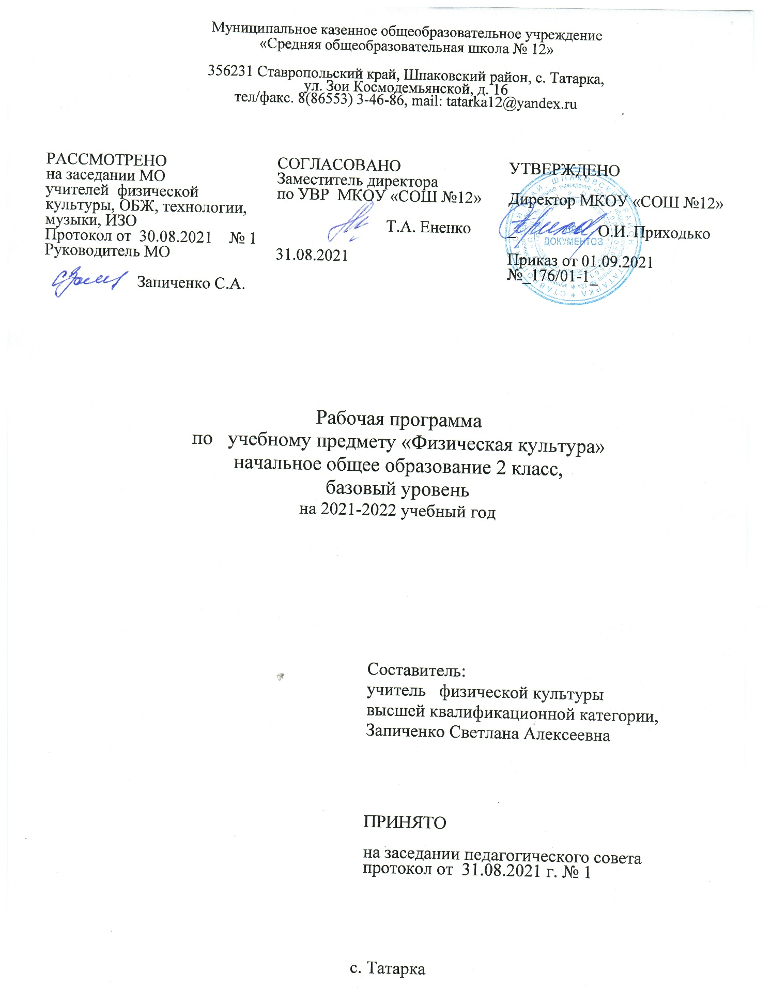 Муниципальное казенное общеобразовательное учреждение
«Средняя общеобразовательная школа № 12»
356231 Ставропольский край, Шпаковский район, с. Татарка,
ул. Зои Космодемьянской, д. 16
тел/факс. 8(86553) 3-46-86, mail: tatarka12@yandex.ru
РАССМОТРЕНО
на заседании МО
учителей физической
культуры, ОБЖ, технологии,
музыки, ИЗО
Протокол от 30.08.2021 № 1
Руководитель МО
Запиченко С.А.
СОГЛАСОВАНО
Заместитель директора
по УВР МКОУ «СОШ №12»
Т.А. Ененко
31.08.2021
УТВЕРЖДЕНО
Директор МКОУ «СОШ №12»
_ О.И. Приходько
ДОКУМЕНТОВ
Приказ от 01.09.2021
№_176/01-1_
Рабочая программа
по учебному предмету «Физическая культура»
начальное общее образование 2 класс,
базовый уровень
на 2021-2022 учебный год
Составитель:
учитель физической культуры
высшей квалификационной категории,
Запиченко Светлана Алексеевна
ПРИНЯТО
на заседании педагогического совета
протокол от 31.08.2021 г. № 1
с. Татарка